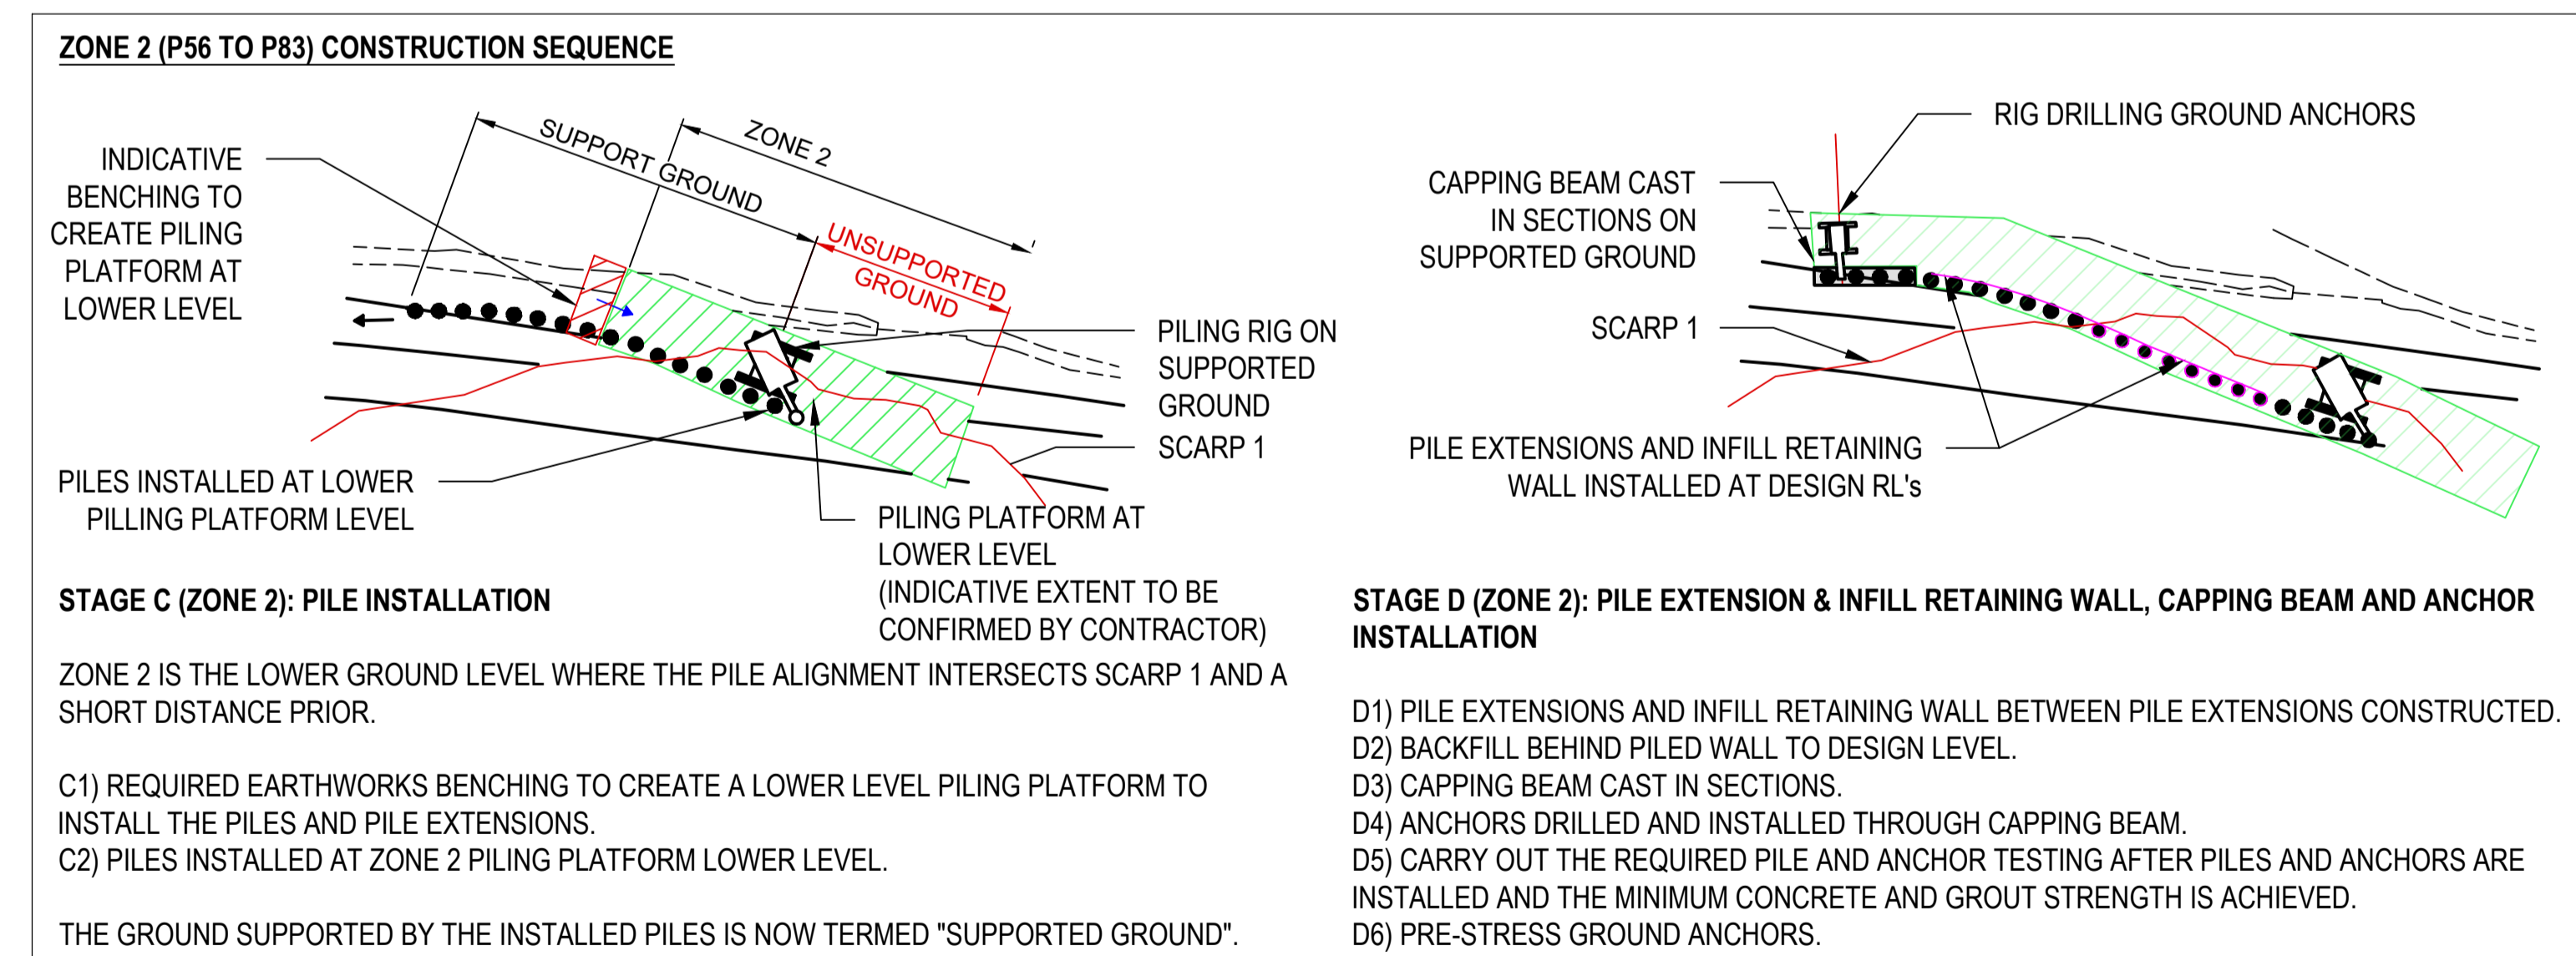 ZONE 2 (P56 TO P83) CONSTRUCTION SEQUENCE
INDICATIVE
BENCHING TO
CREATE PILING
PLATFORM AT
LOWER LEVEL
SUPPORT GROUND
ZONE 2
UNSUPPORTED
GROUND
PILING RIG ON
SUPPORTED
GROUND
SCARP 1
PILES INSTALLED AT LOWER
PILLING PLATFORM LEVEL
PILING PLATFORM AT
LOWER LEVEL
(INDICATIVE EXTENT TO BE
CONFIRMED BY CONTRACTOR)
STAGE C (ZONE 2): PILE INSTALLATION
ZONE 2 IS THE LOWER GROUND LEVEL WHERE THE PILE ALIGNMENT INTERSECTS SCARP 1 AND A
SHORT DISTANCE PRIOR.
C1) REQUIRED EARTHWORKS BENCHING TO CREATE A LOWER LEVEL PILING PLATFORM TO
INSTALL THE PILES AND PILE EXTENSIONS.
C2) PILES INSTALLED AT ZONE 2 PILING PLATFORM LOWER LEVEL.
THE GROUND SUPPORTED BY THE INSTALLED PILES IS NOW TERMED "SUPPORTED GROUND".
RIG DRILLING GROUND ANCHORS
CAPPING BEAM CAST
IN SECTIONS ON
SUPPORTED GROUND
SCARP 1
PILE EXTENSIONS AND INFILL RETAINING
WALL INSTALLED AT DESIGN RL's
STAGE D (ZONE 2): PILE EXTENSION & INFILL RETAINING WALL, CAPPING BEAM AND ANCHOR
INSTALLATION
D1) PILE EXTENSIONS AND INFILL RETAINING WALL BETWEEN PILE EXTENSIONS CONSTRUCTED.
D2) BACKFILL BEHIND PILED WALL TO DESIGN LEVEL.
D3) CAPPING BEAM CAST IN SECTIONS.
D4) ANCHORS DRILLED AND INSTALLED THROUGH CAPPING BEAM.
D5) CARRY OUT THE REQUIRED PILE AND ANCHOR TESTING AFTER PILES AND ANCHORS ARE
INSTALLED AND THE MINIMUM CONCRETE AND GROUT STRENGTH IS ACHIEVED.
D6) PRE-STRESS GROUND ANCHORS.